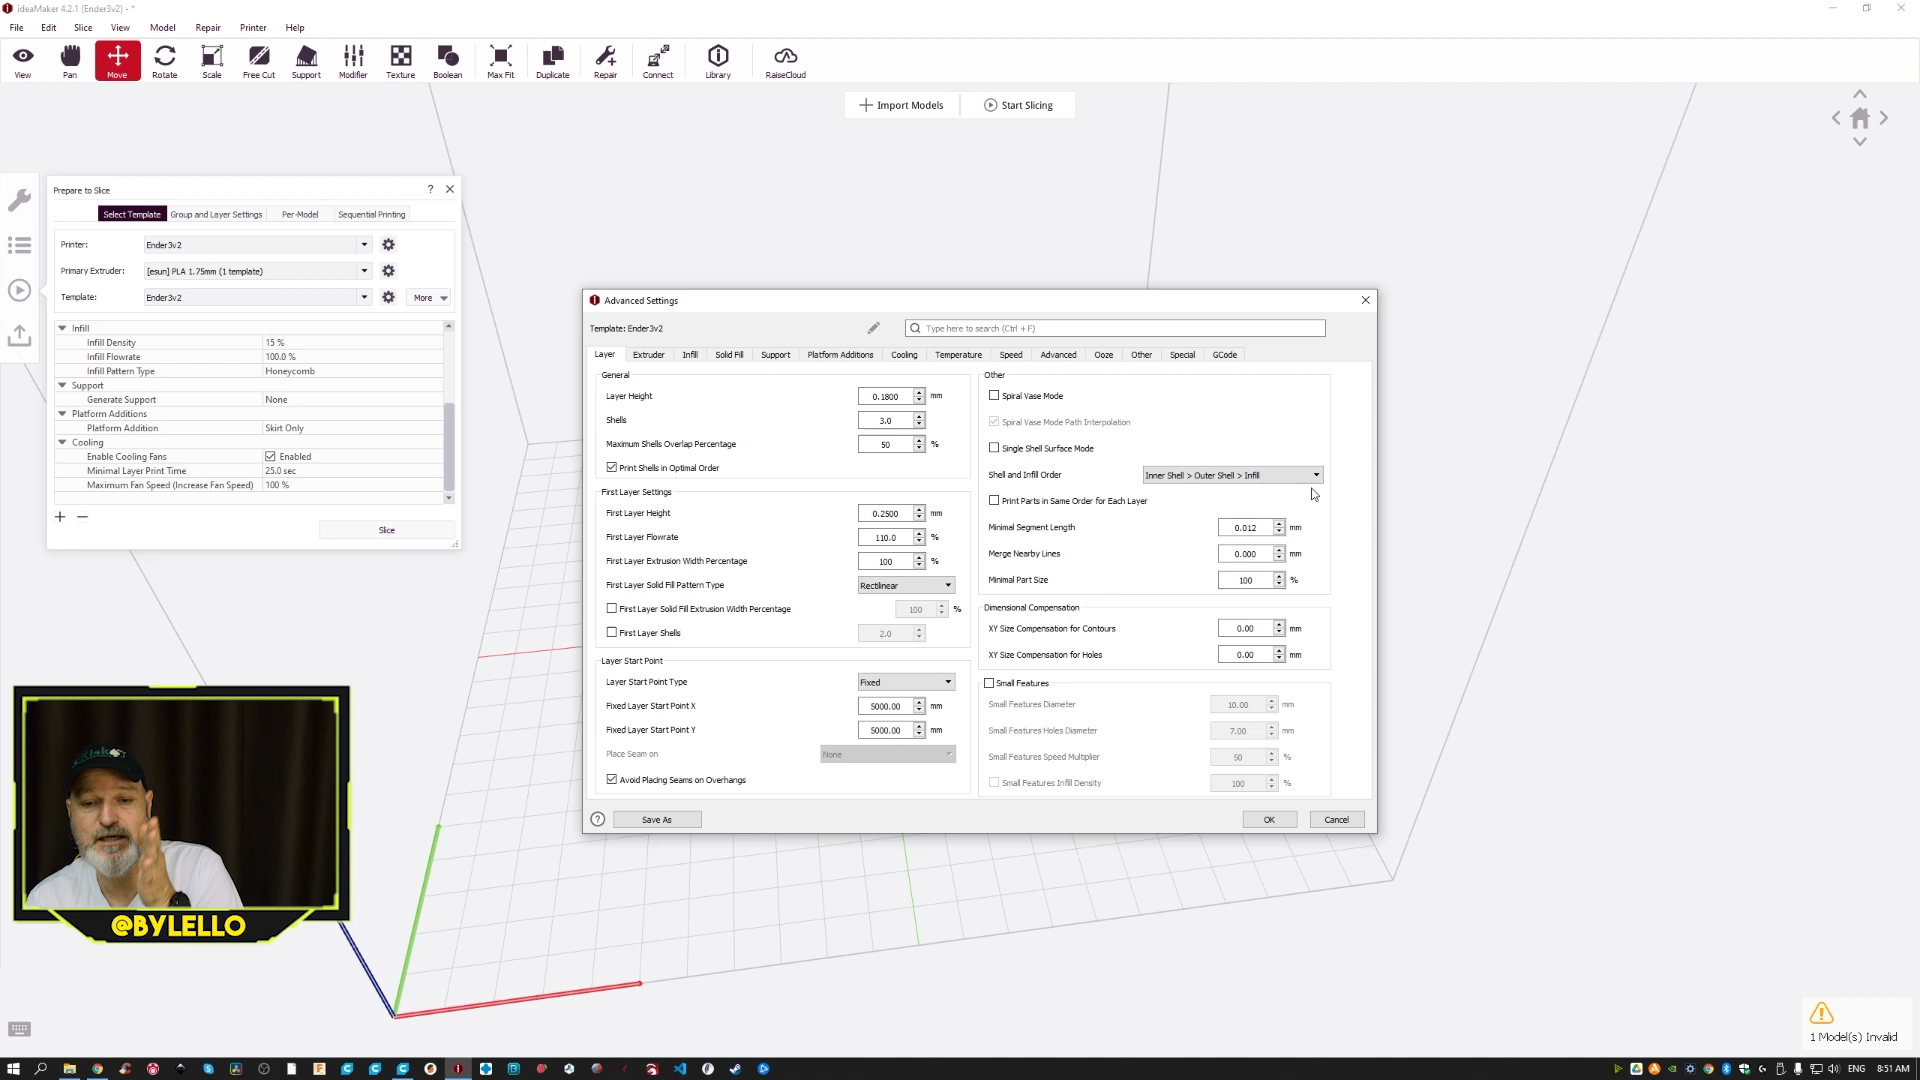 ideaMaker 4.2.1 (Ender3v2) - *
File Edit Slice View Model Repair Printer Help
View Pan Move Rotate Scale Free Cut Support Modifier Texture Boolean Max Fit Duplicate Repair Connect Library RaiseCloud
Import Models Start Slicing
Prepare to Slice ?
Select Template Group and Layer Settings Per-Model Sequential Printing
Printer: Ender3v2
Primary Extruder: [esun] PLA 1.75mm (1 template)
Template: Ender3v2 More
Infill
Infill Density 15 %
Infill Flowrate 100.0 %
Infill Pattern Type Honeycomb
Support
Generate Support None
Platform Additions
Platform Addition Skirt Only
Cooling
Enable Cooling Fans Enabled
Minimal Layer Print Time 25.0 sec
Maximum Fan Speed (Increase Fan Speed) 100 %
Slice
Advanced Settings
Template: Ender3v2
Type here to search (Ctrl + F)
Layer Extruder Infill Solid Fill Support Platform Additions Cooling Temperature Speed Advanced Ooze Other Special GCode
General
Layer Height 0.1800 mm
Shells 3.0
Maximum Shells Overlap Percentage 50 %
Print Shells in Optimal Order
First Layer Settings
First Layer Height 0.2500 mm
First Layer Flowrate 110.0 %
First Layer Extrusion Width Percentage 100 %
First Layer Solid Fill Pattern Type Rectilinear
First Layer Solid Fill Extrusion Width Percentage 100 %
First Layer Shells 2.0
Layer Start Point
Layer Start Point Type Fixed
Fixed Layer Start Point X 5000.00 mm
Fixed Layer Start Point Y 5000.00 mm
Place Seam on None
Avoid Placing Seams on Overhangs
Other
Spiral Vase Mode
Spiral Vase Mode Path Interpolation
Single Shell Surface Mode
Shell and Infill Order Inner Shell > Outer Shell > Infill
Print Parts in Same Order for Each Layer
Minimal Segment Length 0.012 mm
Merge Nearby Lines 0.000 mm
Minimal Part Size 100 %
Dimensional Compensation
XY Size Compensation for Contours 0.00 mm
XY Size Compensation for Holes 0.00 mm
Small Features
Small Features Diameter 10.00 mm
Small Features Holes Diameter 7.00 mm
Small Features Speed Multiplier 50 %
Small Features Infill Density 100 %
? Save As OK Cancel
@BYLELLO
1 Model(s) Invalid
ENG 8:51 AM